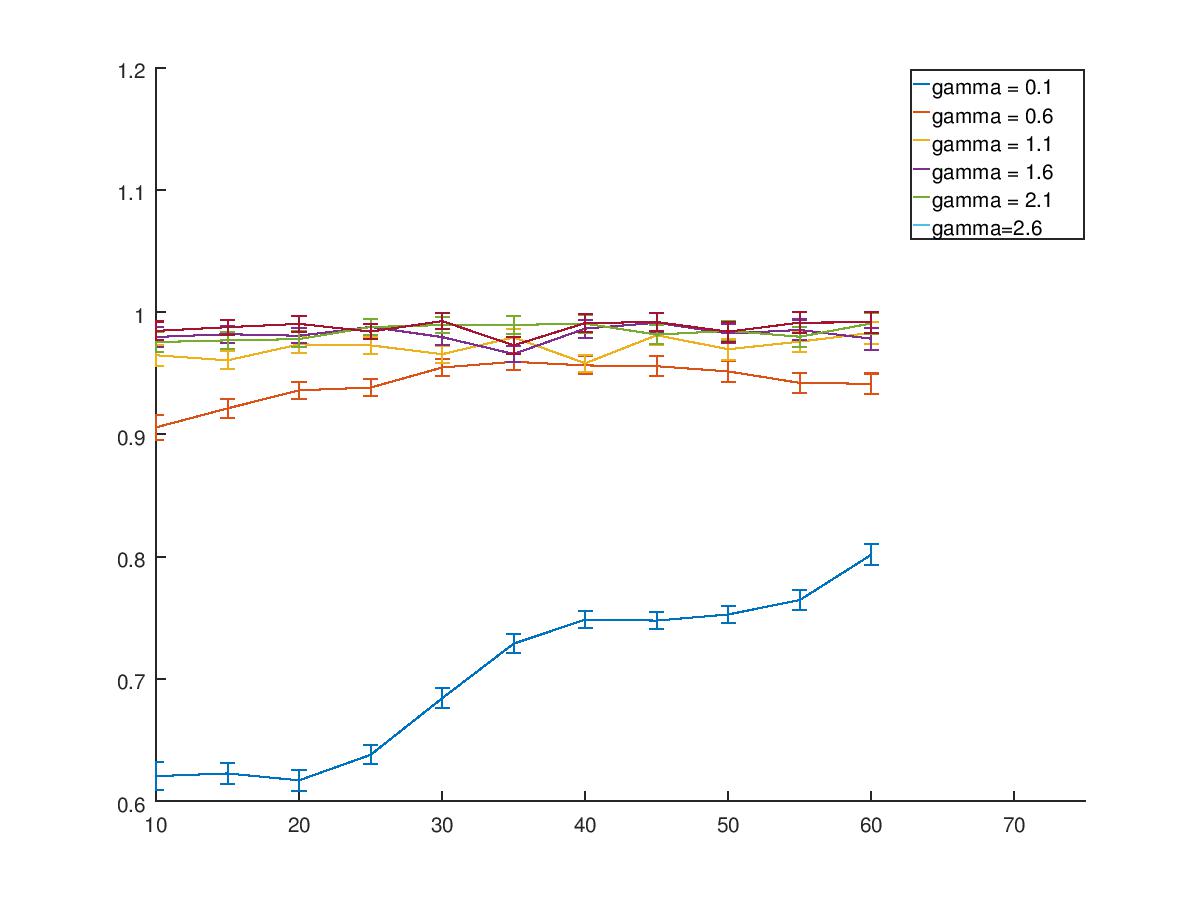 1.2
1.1
1
0.9
0.8
0.7
0.6
10 20 30 40 50 60 70
gamma = 0.1
gamma = 0.6
gamma = 1.1
gamma = 1.6
gamma = 2.1
gamma=2.6